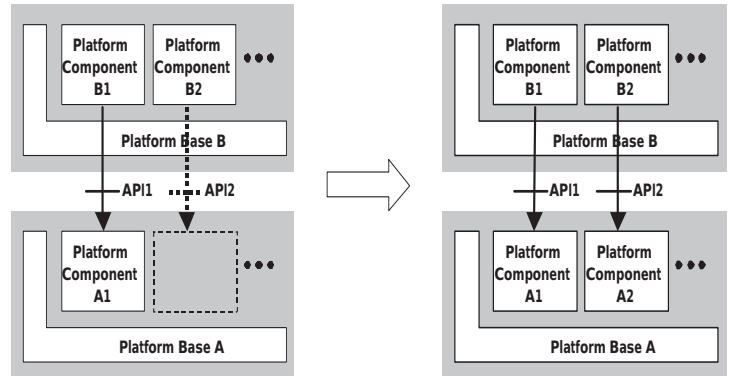 Platform
Component
B1
Platform
Component
B2
Platform Base B
API1
API2
Platform
Component
A1
Platform Base A
Platform
Component
B1
Platform
Component
B2
Platform Base B
API1
API2
Platform
Component
A1
Platform
Component
A2
Platform Base A